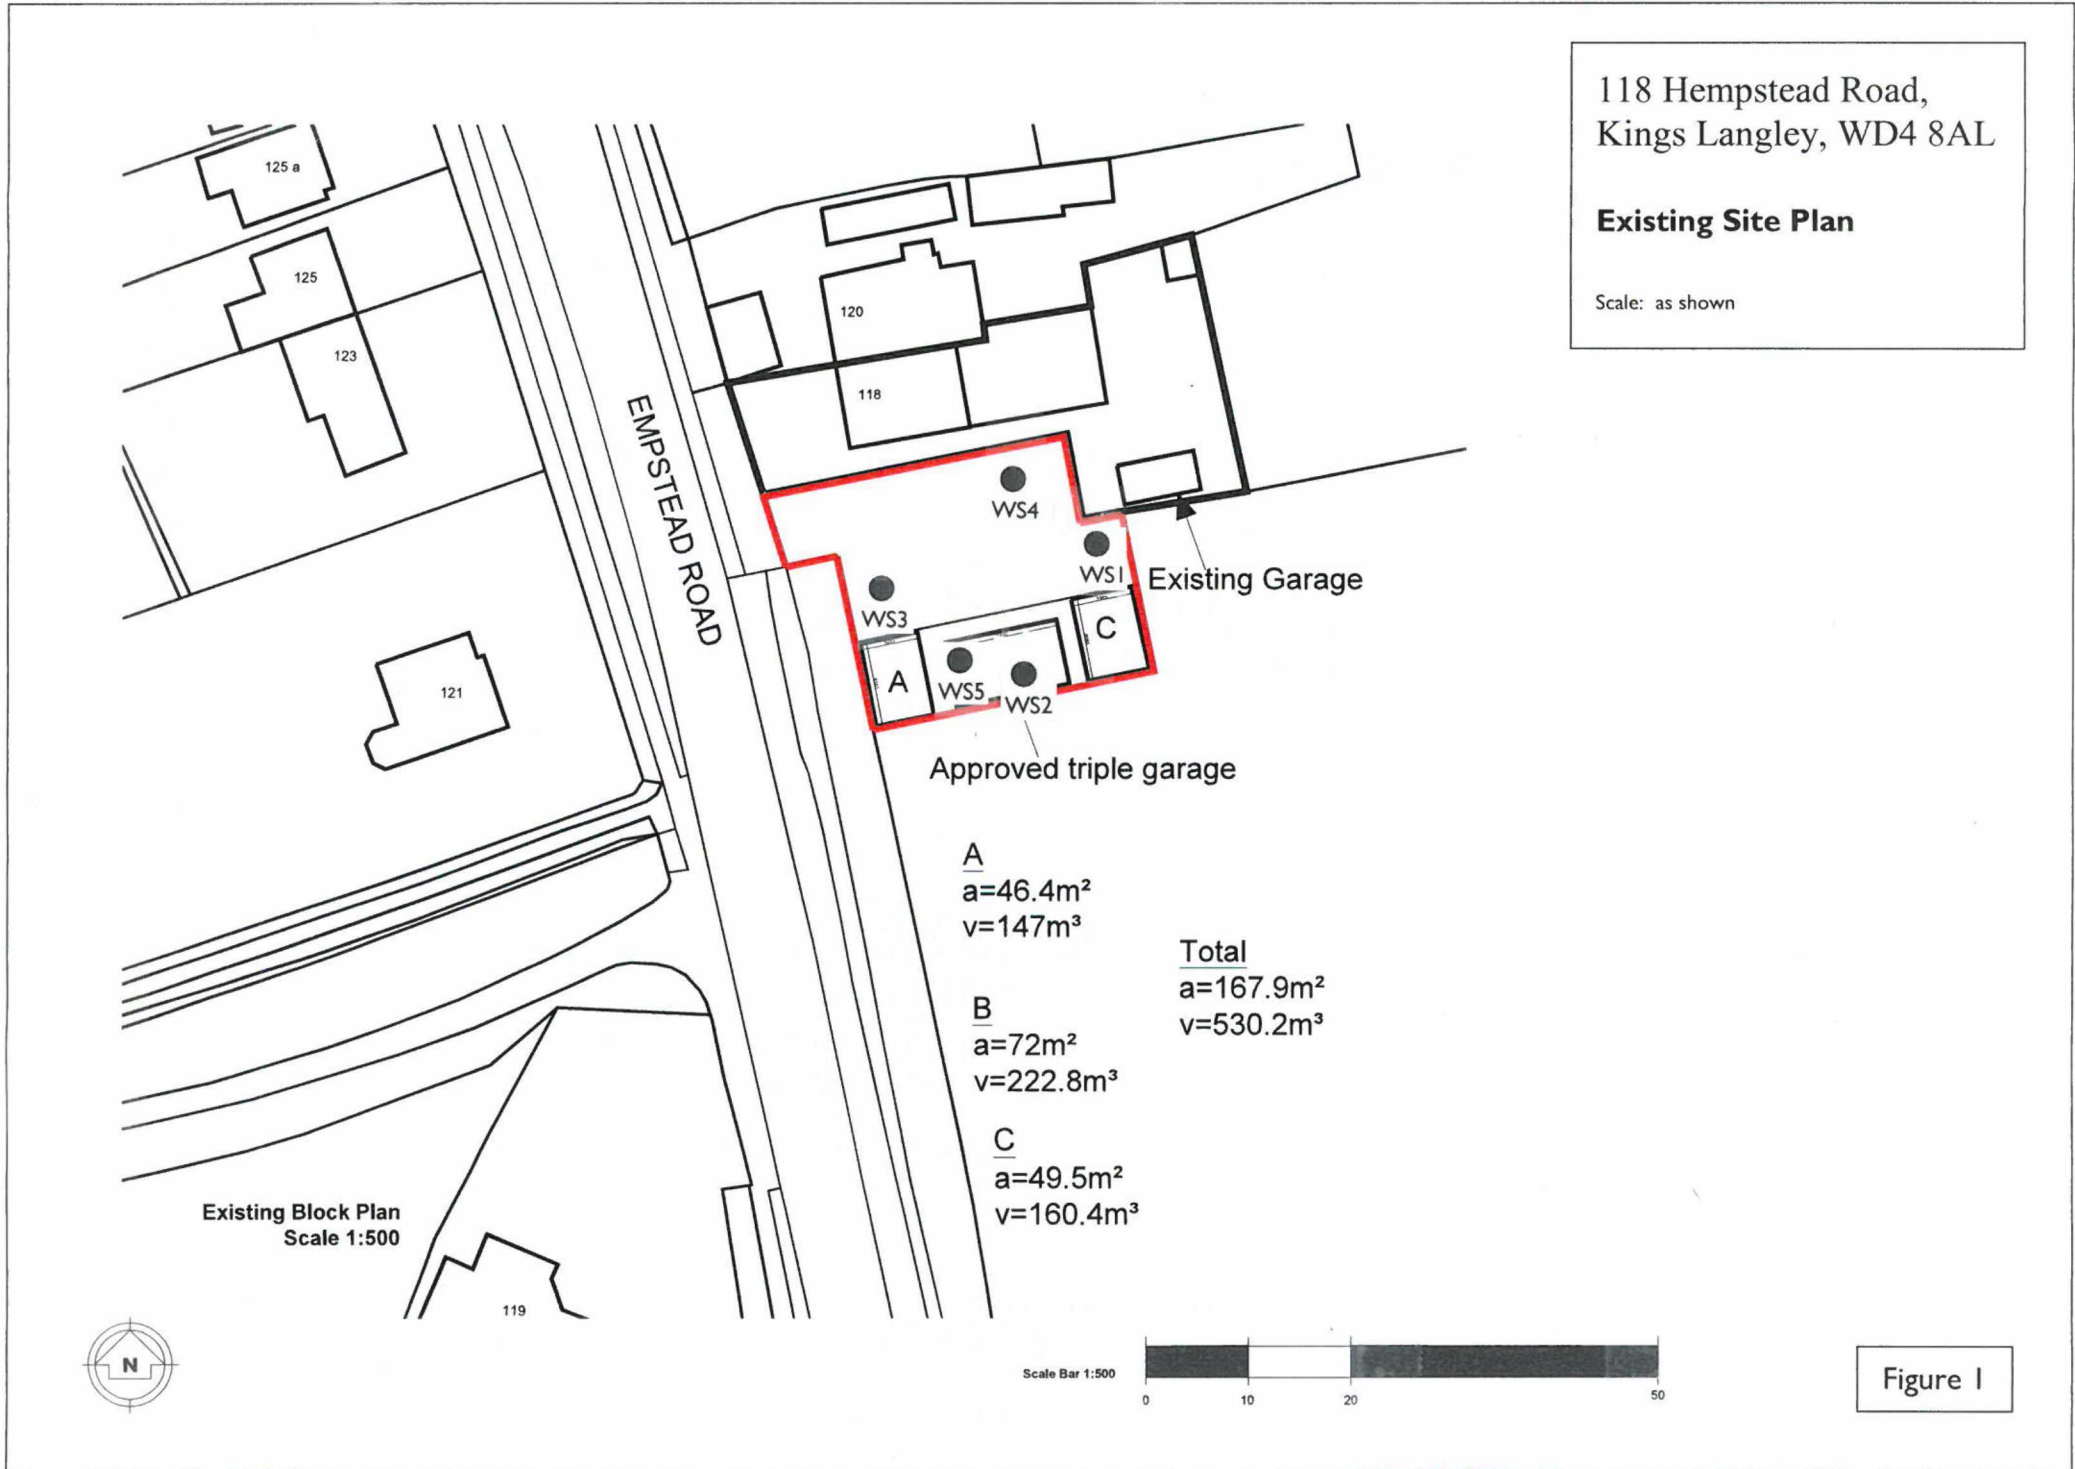 118 Hempstead Road,
Kings Langley, WD4 8AL
Existing Site Plan
Scale: as shown
125 a
125
123
120
118
EMPSTEAD ROAD
WS4
WS1
Existing Garage
WS3
C
A
WS5
WS2
121
Approved triple garage
A
a=46.4m²
v=147m³
Total
a=167.9m²
v=530.2m³
B
a=72m²
v=222.8m³
C
a=49.5m²
v=160.4m³
Existing Block Plan
Scale 1:500
119
N
Scale Bar 1:500
0 10 20 50
Figure 1